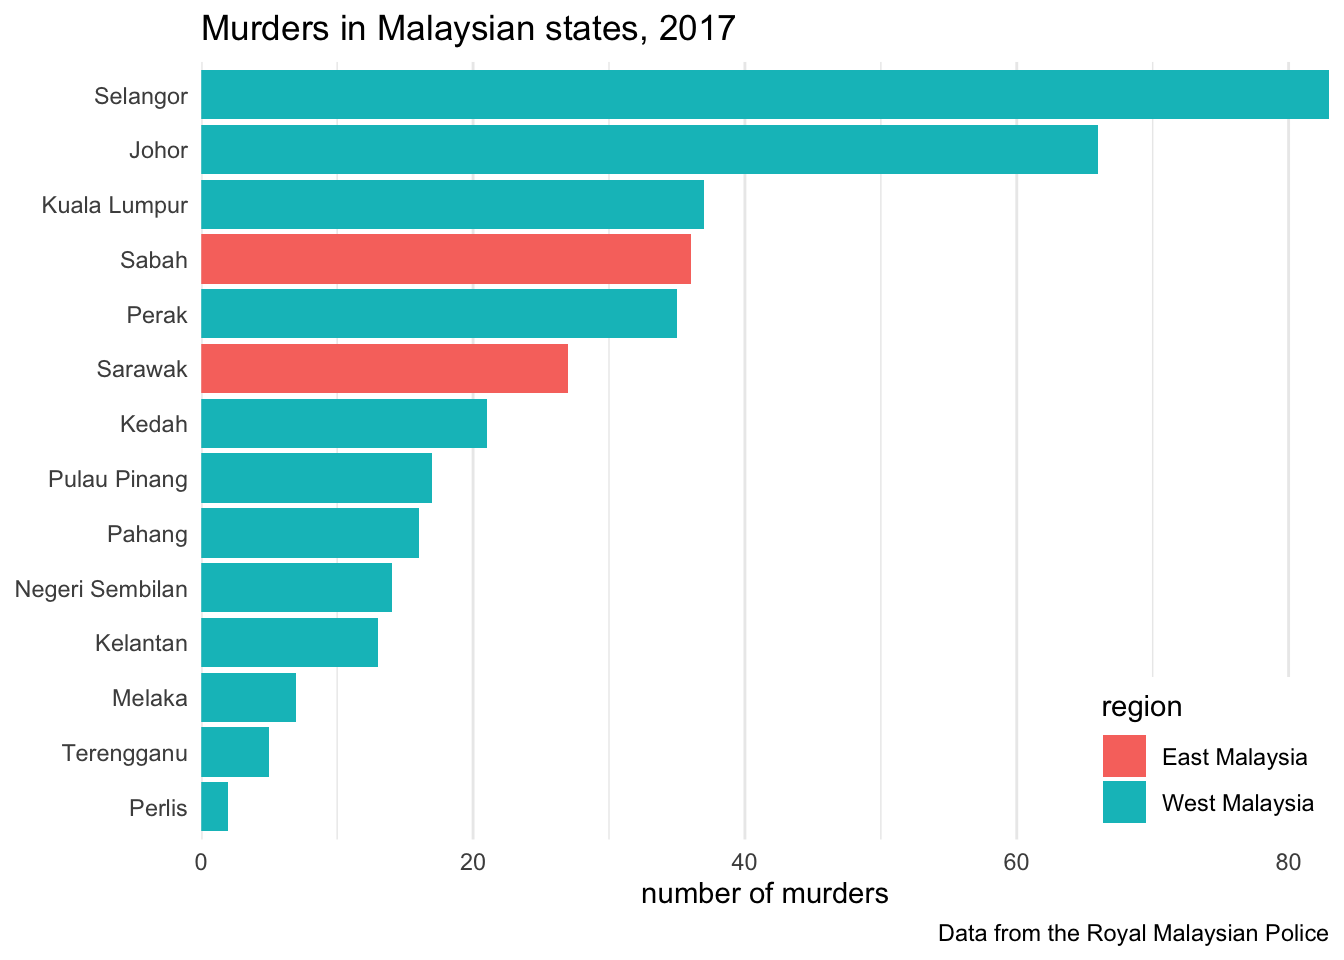 Murders in Malaysian states, 2017
Selangor
Johor
Kuala Lumpur
Sabah
Perak
Sarawak
Kedah
Pulau Pinang
Pahang
Negeri Sembilan
Kelantan
Melaka
Terengganu
Perlis
region
East Malaysia
West Malaysia
0 20 40 60 80
number of murders
Data from the Royal Malaysian Police